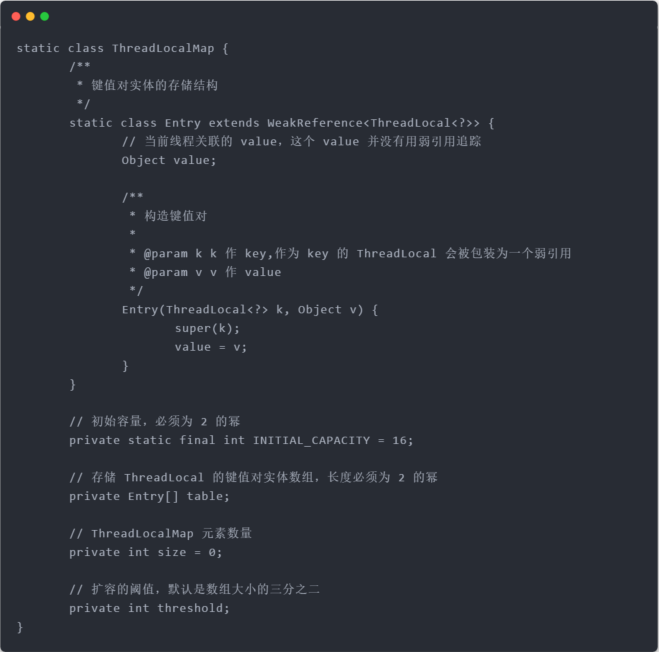 static class ThreadLocalMap {
/**
* 键值对实体的存储结构
*/
static class Entry extends WeakReference<ThreadLocal<?>> {
// 当前线程关联的 value，这个 value 并没有用弱引用追踪
Object value;
/**
* 构造键值对
*
* @param k k 作 key,作为 key 的 ThreadLocal 会被包装为一个弱引用
* @param v v 作 value
*/
Entry(ThreadLocal<?> k, Object v) {
super(k);
value = v;
}
}
// 初始容量，必须为 2 的幂
private static final int INITIAL_CAPACITY = 16;
// 存储 ThreadLocal 的键值对实体数组，长度必须为 2 的幂
private Entry[] table;
// ThreadLocalMap 元素数量
private int size = 0;
// 扩容的阈值，默认是数组大小的三分之二
private int threshold;
}